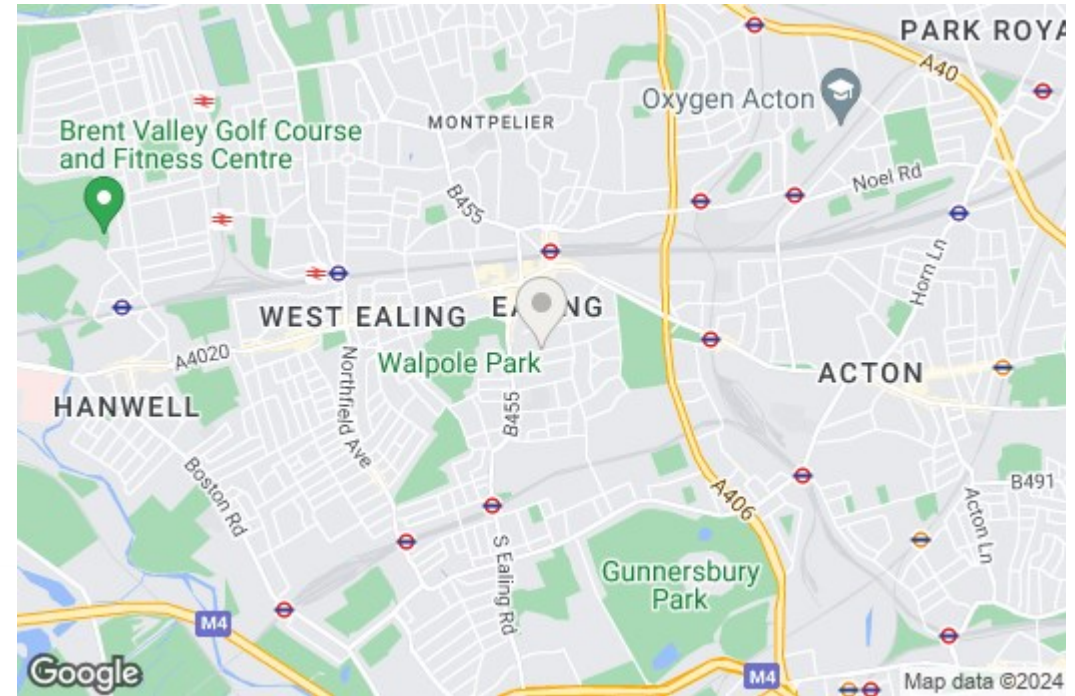 PARK ROYA
A40
Oxygen Acton
Brent Valley Golf Course
and Fitness Centre
MONTPELIER
Noel Rd
B455
Horn Ln
WEST EALING
EA NG
A4020
Walpole Park
ACTON
Northfield Ave
HANWELL
B455
Boston Rd
B491
A406
Acton Ln
S Ealing Rd
Gunnersbury
Park
M4
M4
Google
Map data ©2024